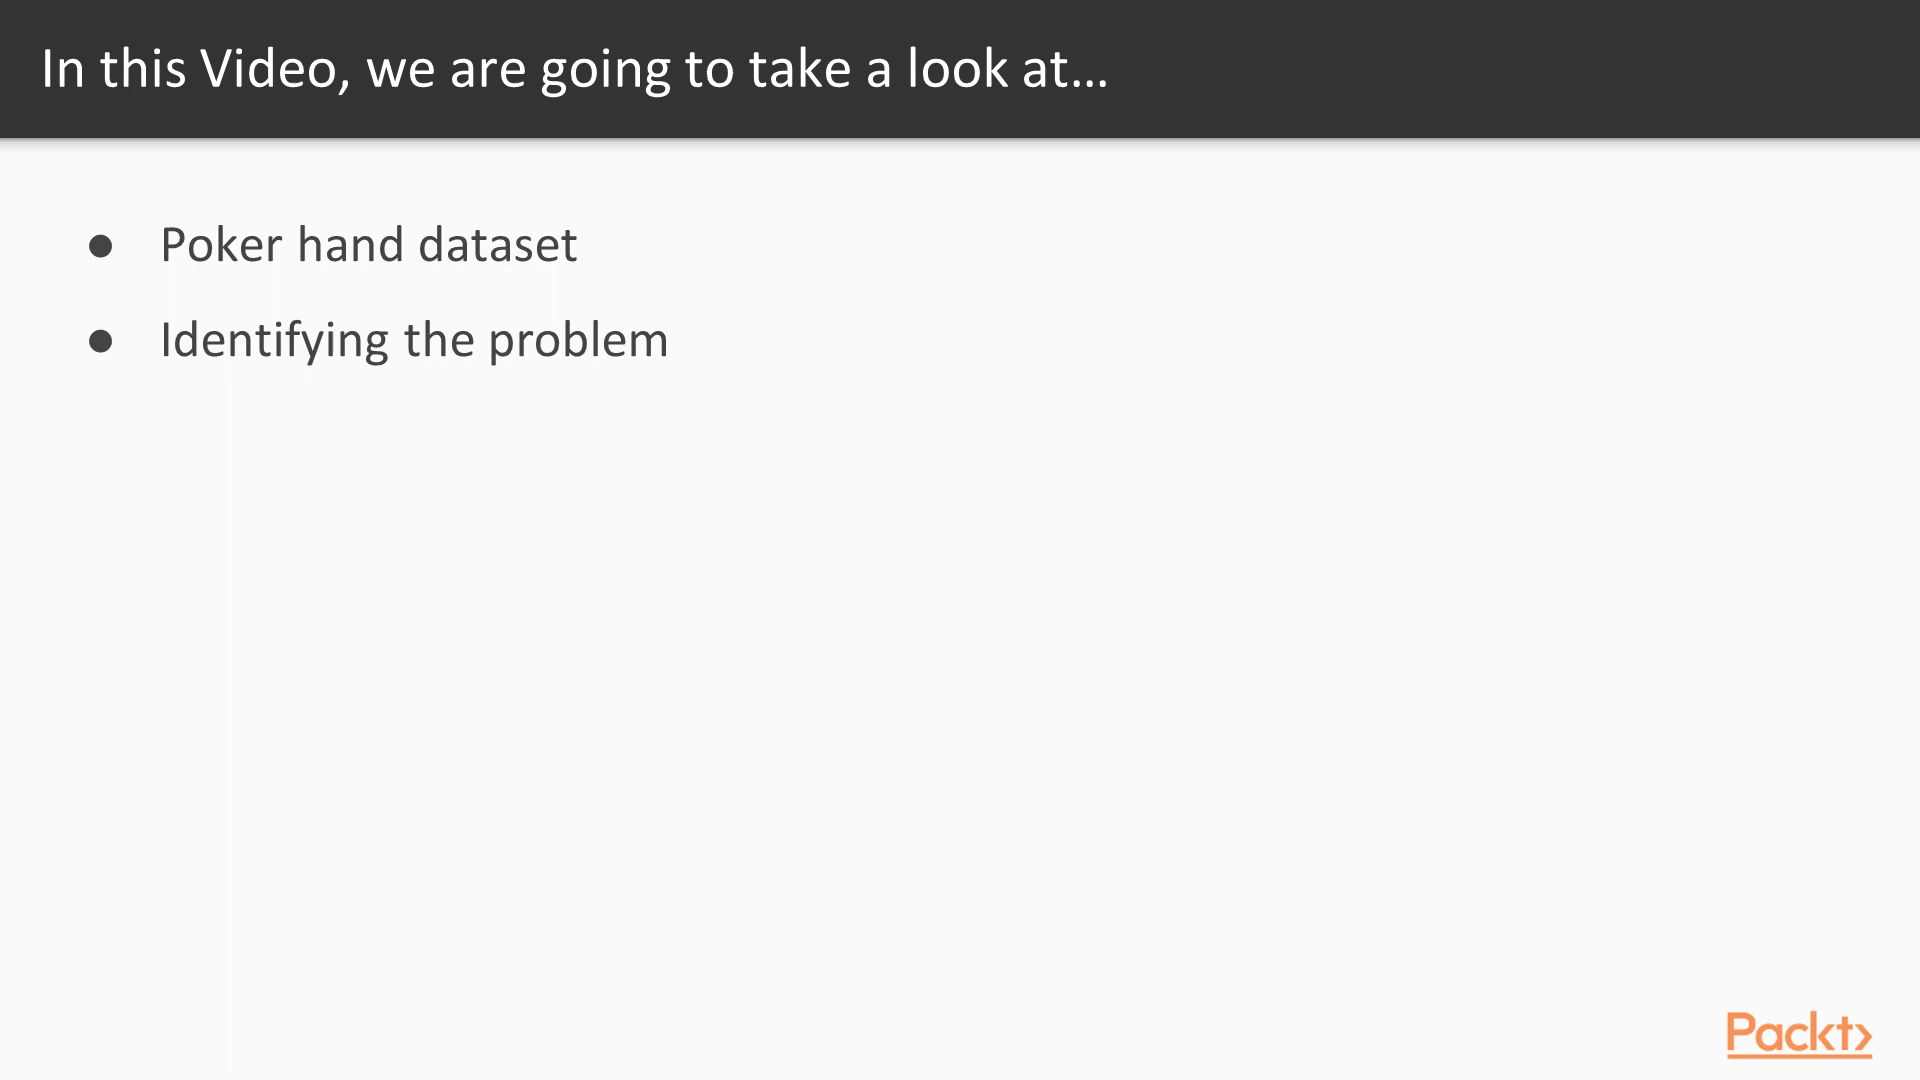 In this Video, we are going to take a look at...
● Poker hand dataset
● Identifying the problem
Packt>